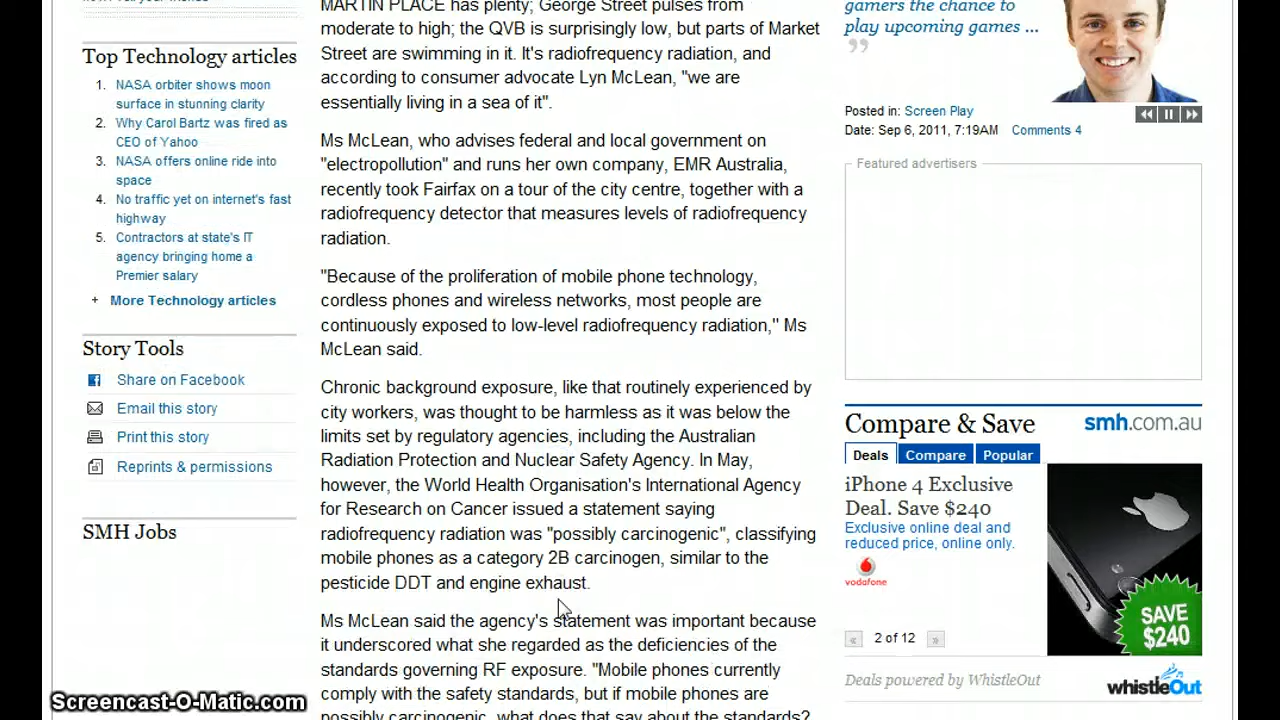 Top Technology articles
1. NASA orbiter shows moon
surface in stunning clarity
2. Why Carol Bartz was fired as
CEO of Yahoo
3. NASA offers online ride into
space
4. No traffic yet on internet's fast
highway
5. Contractors at state's IT
agency bringing home a
Premier salary
+ More Technology articles
Story Tools
Share on Facebook
Email this story
Print this story
Reprints & permissions
SMH Jobs
MARTIN PLACE has plenty; George Street pulses from
moderate to high; the QVB is surprisingly low, but parts of Market
Street are swimming in it. It's radiofrequency radiation, and
according to consumer advocate Lyn McLean, "we are
essentially living in a sea of it".
Ms McLean, who advises federal and local government on
"electropollution" and runs her own company, EMR Australia,
recently took Fairfax on a tour of the city centre, together with a
radiofrequency detector that measures levels of radiofrequency
radiation.
"Because of the proliferation of mobile phone technology,
cordless phones and wireless networks, most people are
continuously exposed to low-level radiofrequency radiation,'' Ms
McLean said.
Chronic background exposure, like that routinely experienced by
city workers, was thought to be harmless as it was below the
limits set by regulatory agencies, including the Australian
Radiation Protection and Nuclear Safety Agency. In May,
however, the World Health Organisation's International Agency
for Research on Cancer issued a statement saying
radiofrequency radiation was "possibly carcinogenic", classifying
mobile phones as a category 2B carcinogen, similar to the
pesticide DDT and engine exhaust.
Ms McLean said the agency's statement was important because
it underscored what she regarded as the deficiencies of the
standards governing RF exposure. "Mobile phones currently
comply with the safety standards, but if mobile phones are
possibly carcinogenic, what does that say about the standards?
gamers the chance to
play upcoming games ...
Posted in: Screen Play
Date: Sep 6, 2011, 7:19AM Comments 4
Featured advertisers
Compare & Save
smh.com.au
Deals Compare Popular
iPhone 4 Exclusive
Deal. Save $240
Exclusive online deal and
reduced price, online only.
vodafone
SAVE
$240
« 2 of 12 »
Deals powered by WhistleOut
whistleOut
Screencast-O-Matic.com